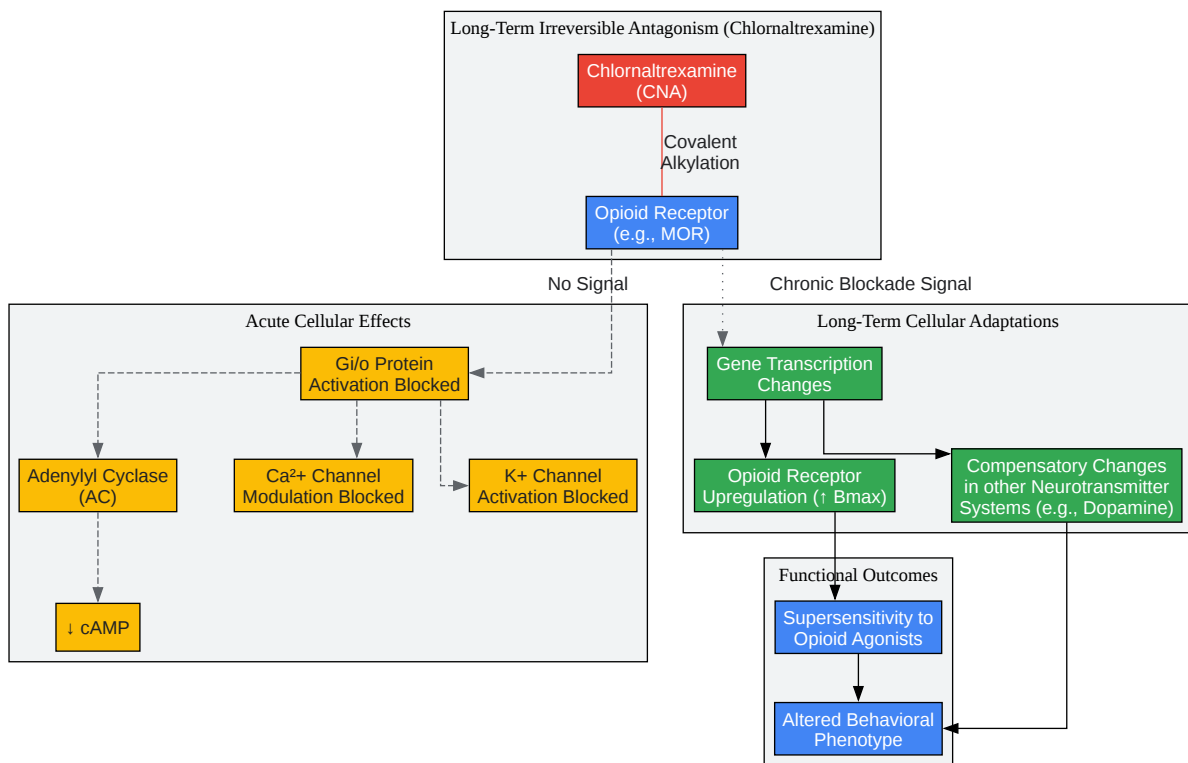 Long-Term Irreversible Antagonism (Chlornaltrexamine)
Chlornaltrexamine
(CNA)
Covalent
Alkylation
Opioid Receptor
(e.g., MOR)
No Signal
Chronic Blockade Signal
Acute Cellular Effects
Gi/o Protein
Activation Blocked
Adenylyl Cyclase
(AC)
Ca²+ Channel
Modulation Blocked
K+ Channel
Activation Blocked
↓ cAMP
Long-Term Cellular Adaptations
Gene Transcription
Changes
Opioid Receptor
Upregulation (↑ Bmax)
Compensatory Changes
in other Neurotransmitter
Systems (e.g., Dopamine)
Functional Outcomes
Supersensitivity to
Opioid Agonists
Altered Behavioral
Phenotype